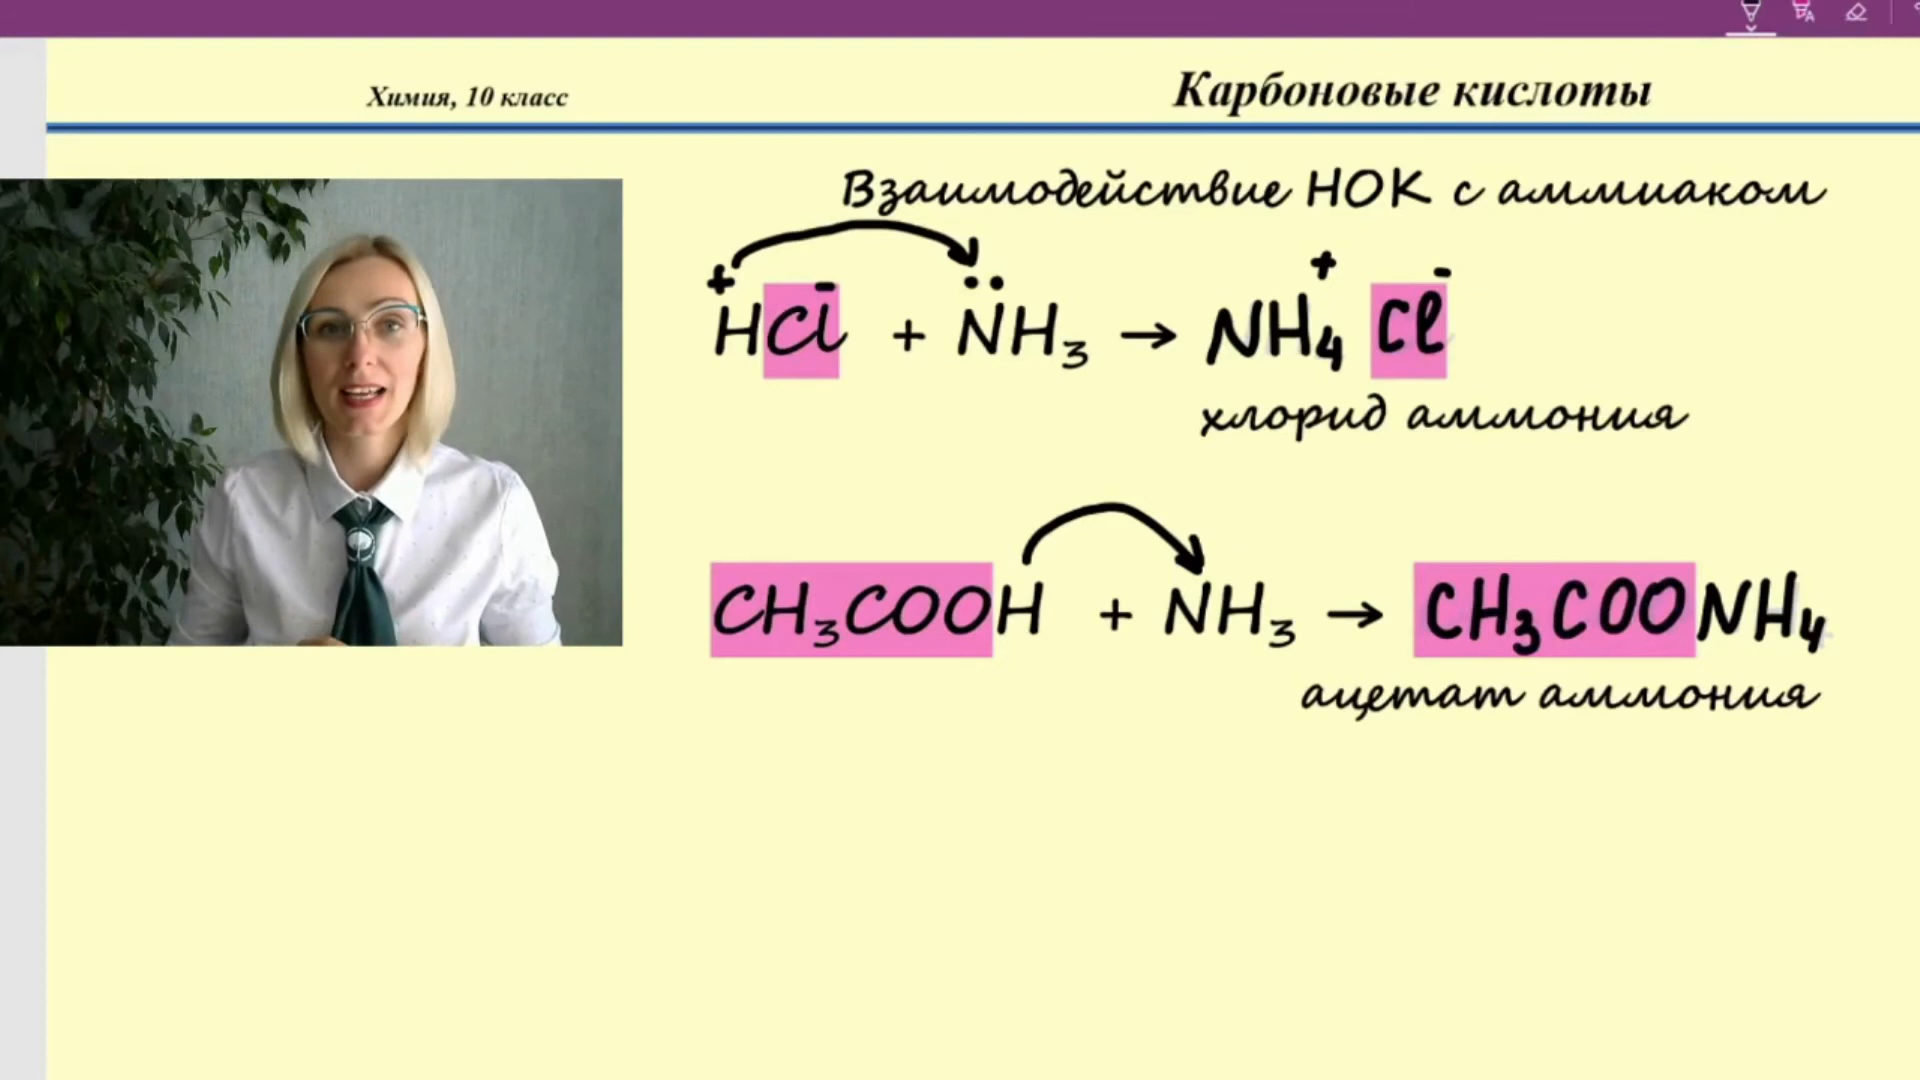 Химия, 10 класс
Карбоновые кислоты
Взаимодействие НОК с аммиаком
HCl + NH₃ → NH₄Cl
хлорид аммония
CH₃COOH + NH₃ → CH₃COONH₄
ацетат аммония